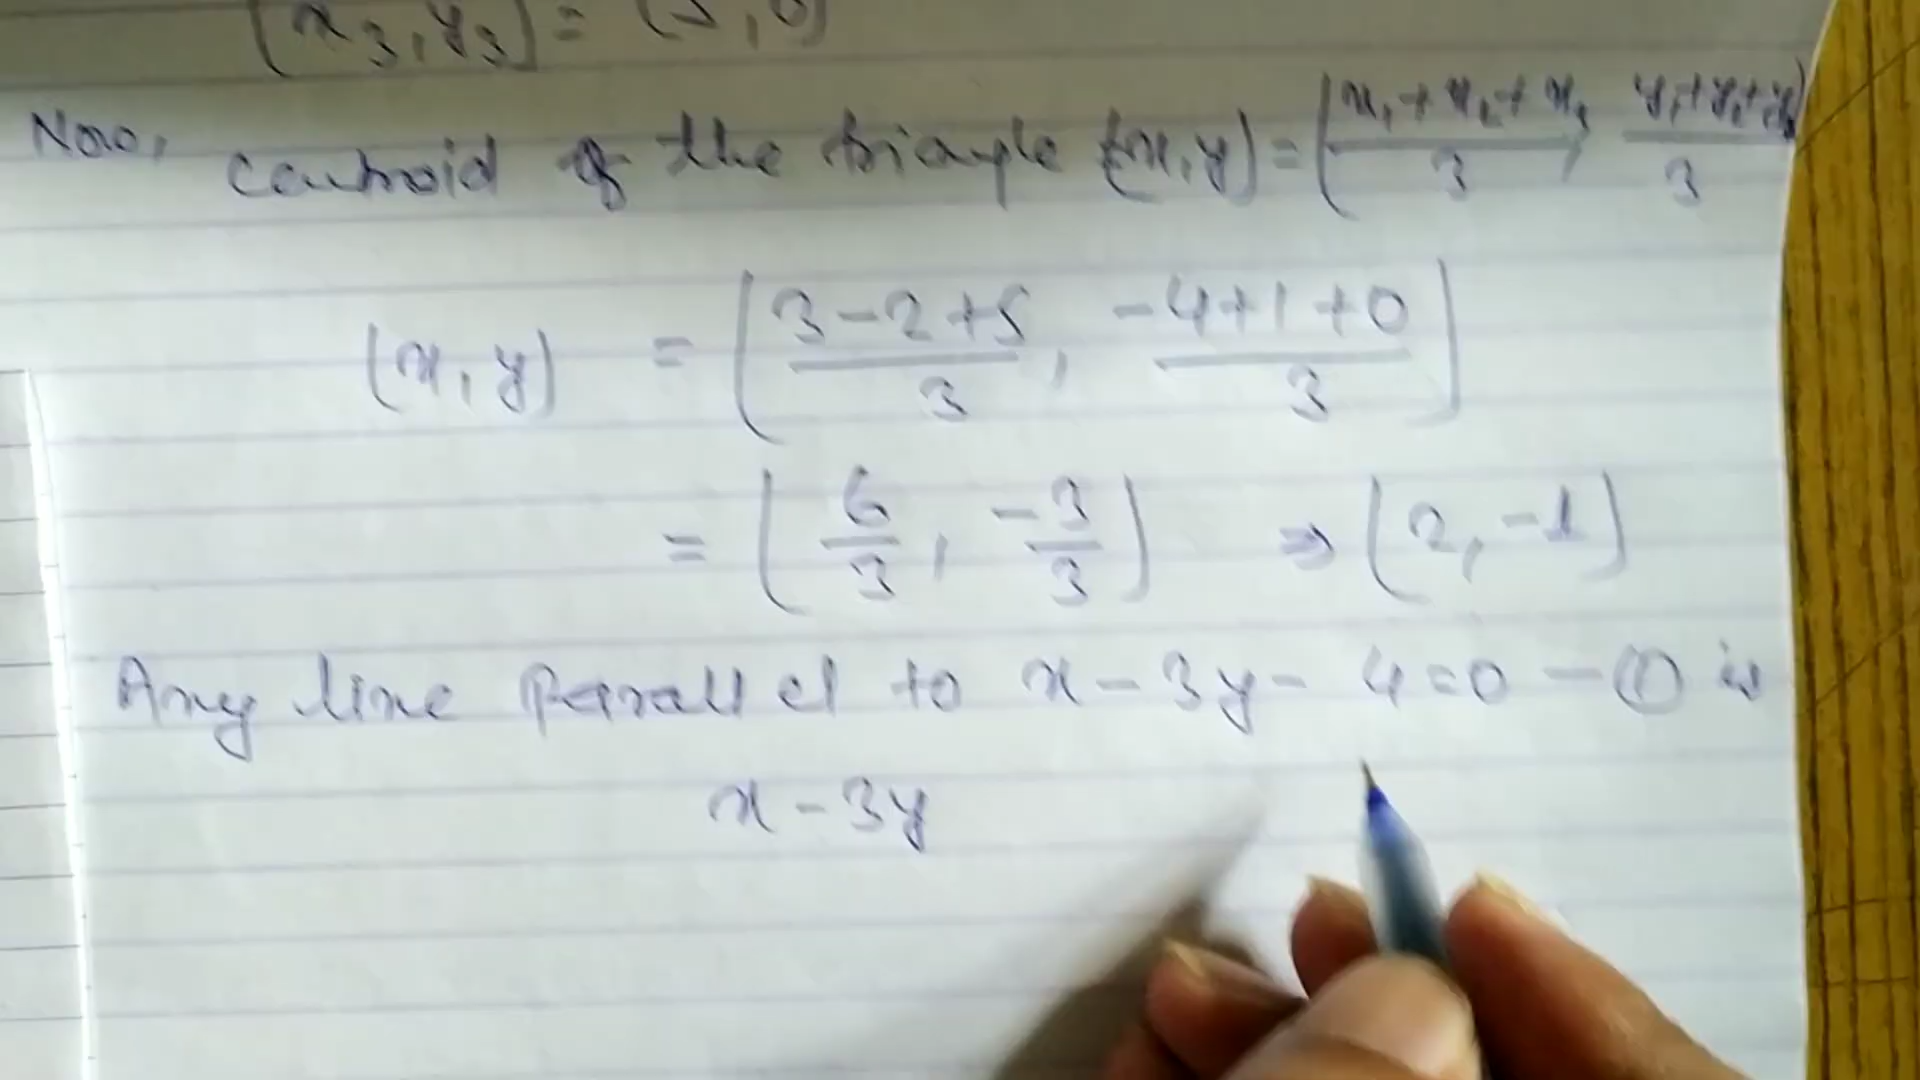 (x₃, y₃) = (5, 0)
Now, centroid of the triangle (x, y) = (x₁ + x₂ + x₃ / 3, y₁ + y₂ + y₃ / 3)
(x, y) = (3 - 2 + 5 / 3, -4 + 1 + 0 / 3)
= (6/3, -3/3) ⇒ (2, -1)
Any line parallel to x - 3y - 4 = 0 - ① is
x - 3y